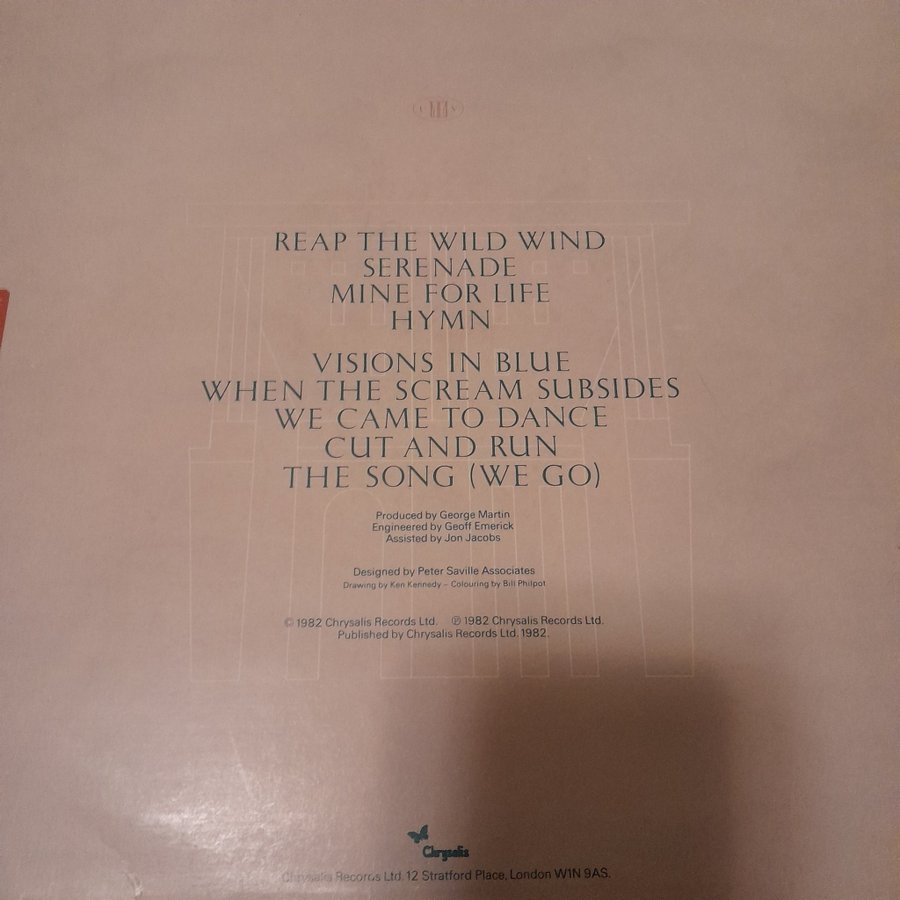 REAP THE WILD WIND
SERENADE
MINE FOR LIFE
HYMN
VISIONS IN BLUE
WHEN THE SCREAM SUBSIDES
WE CAME TO DANCE
CUT AND RUN
THE SONG (WE GO)
Produced by George Martin
Engineered by Geoff Emerick
Assisted by Jon Jacobs
Designed by Peter Saville Associates
Drawing by Ken Kennedy – Colouring by Bill Philpot
© 1982 Chrysalis Records Ltd. ℗ 1982 Chrysalis Records Ltd.
Published by Chrysalis Records Ltd. 1982.
Chrysalis
Chrysalis Records Ltd. 12 Stratford Place, London W1N 9AS.